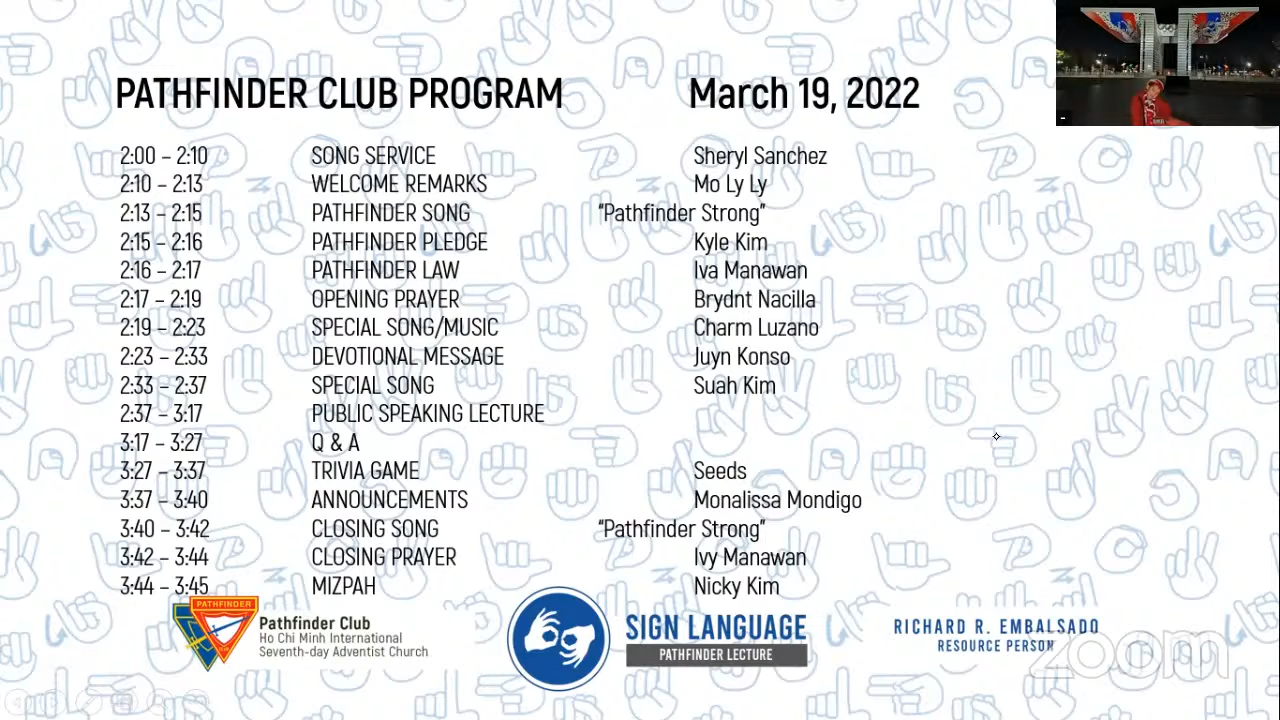 PATHFINDER CLUB PROGRAM March 19, 2022
2:00 – 2:10 SONG SERVICE Sheryl Sanchez
2:10 – 2:13 WELCOME REMARKS Mo Ly Ly
2:13 – 2:15 PATHFINDER SONG “Pathfinder Strong”
2:15 – 2:16 PATHFINDER PLEDGE Kyle Kim
2:16 – 2:17 PATHFINDER LAW Iva Manawan
2:17 – 2:19 OPENING PRAYER Brydnt Nacilla
2:19 – 2:23 SPECIAL SONG/MUSIC Charm Luzano
2:23 – 2:33 DEVOTIONAL MESSAGE Juyn Konso
2:33 – 2:37 SPECIAL SONG Suah Kim
2:37 – 3:17 PUBLIC SPEAKING LECTURE
3:17 – 3:27 Q & A
3:27 – 3:37 TRIVIA GAME Seeds
3:37 – 3:40 ANNOUNCEMENTS Monalissa Mondigo
3:40 – 3:42 CLOSING SONG “Pathfinder Strong”
3:42 – 3:44 CLOSING PRAYER Ivy Manawan
3:44 – 3:45 MIZPAH Nicky Kim
PATHFINDER
Pathfinder Club
Ho Chi Minh International
Seventh-day Adventist Church
SIGN LANGUAGE
PATHFINDER LECTURE
RICHARD R. EMBALSADO
RESOURCE PERSON
zoom